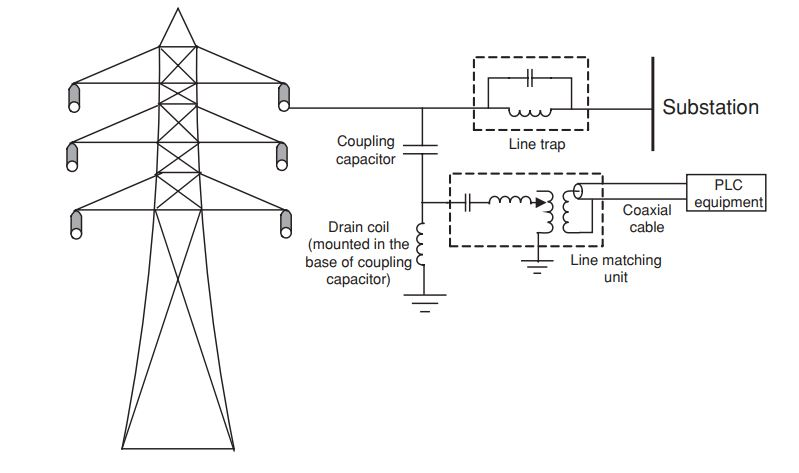 Substation
Line trap
Coupling
capacitor
PLC
equipment
Coaxial
cable
Drain coil
(mounted in the
base of coupling
capacitor)
Line matching
unit